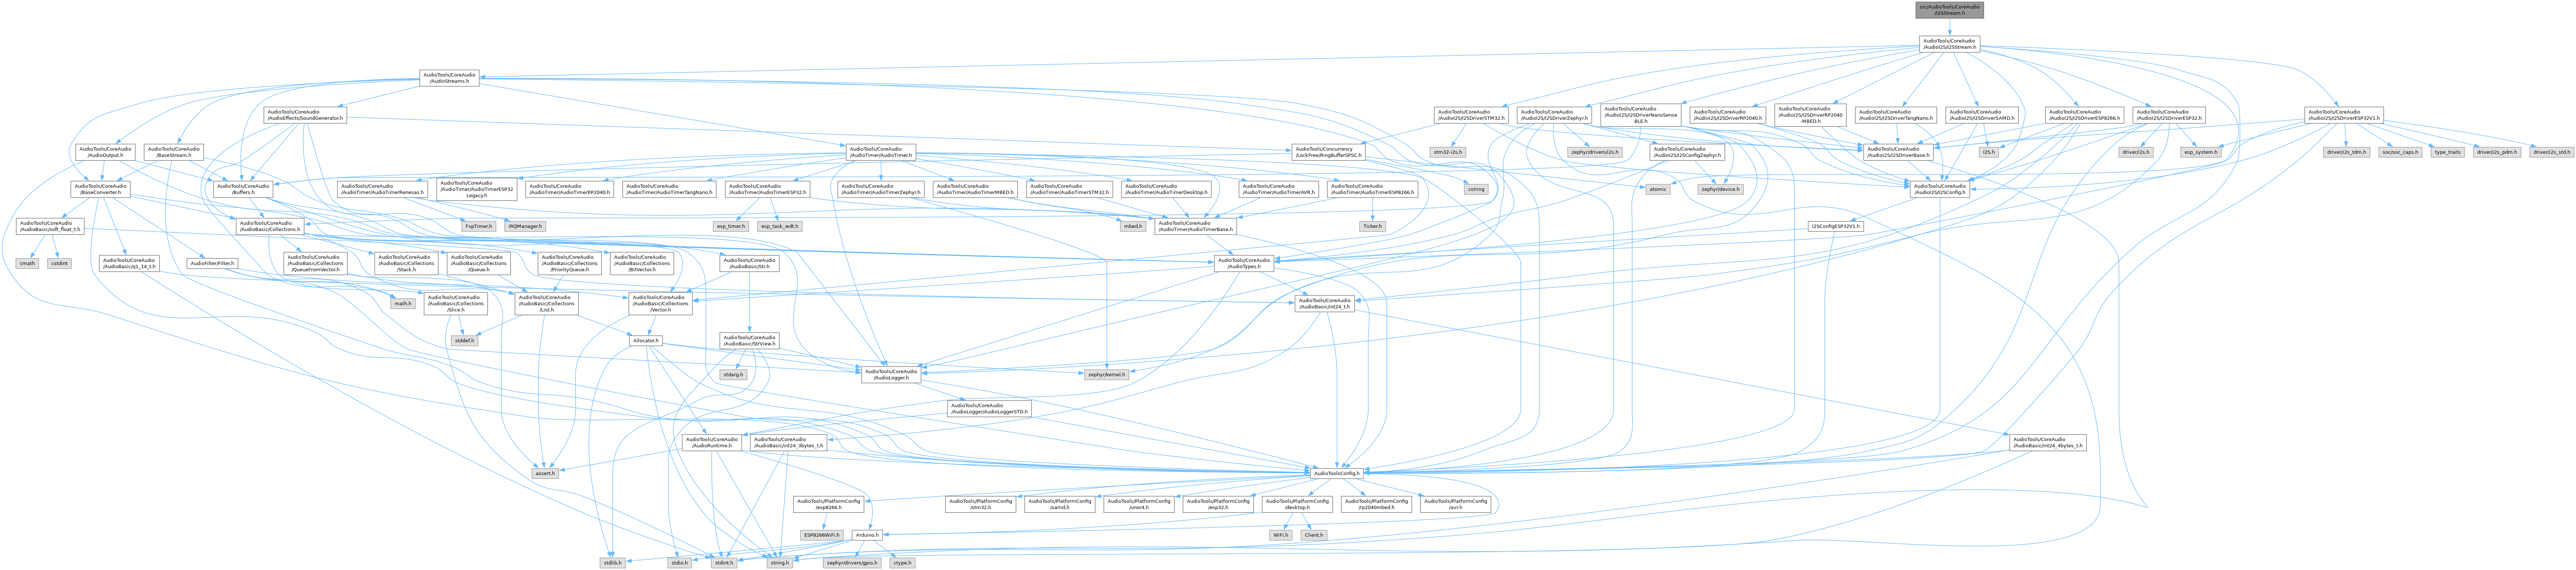 src/AudioTools/CoreAudio
/I2SStream.h
AudioTools/CoreAudio
/AudioI2S/I2SStream.h
AudioTools/CoreAudio
/AudioStreams.h
AudioTools/CoreAudio
/AudioEffects/SoundGenerator.h
AudioTools/CoreAudio
/AudioI2S/I2SDriverSTM32.h
AudioTools/CoreAudio
/AudioI2S/I2SDriverZephyr.h
AudioTools/CoreAudio
/AudioI2S/I2SDriverNanoSense
BLE.h
AudioTools/CoreAudio
/AudioI2S/I2SDriverRP2040.h
AudioTools/CoreAudio
/AudioI2S/I2SDriverRP2040
-MBED.h
AudioTools/CoreAudio
/AudioI2S/I2SDriverTangNano.h
AudioTools/CoreAudio
/AudioI2S/I2SDriverSAMD.h
AudioTools/CoreAudio
/AudioI2S/I2SDriverESP8266.h
AudioTools/CoreAudio
/AudioI2S/I2SDriverESP32.h
AudioTools/CoreAudio
/AudioI2S/I2SDriverESP32V1.h
AudioTools/CoreAudio
/AudioOutput.h
AudioTools/CoreAudio
/BaseStream.h
AudioTools/CoreAudio
/AudioTimer/AudioTimer.h
AudioTools/Concurrency
/LockFree/RingBufferSPSC.h
stm32-i2s.h
zephyr/drivers/i2s.h
AudioTools/CoreAudio
/AudioI2S/I2SConfigZephyr.h
AudioTools/CoreAudio
/AudioI2S/I2SDriverBase.h
I2S.h
driver/i2s.h
esp_system.h
driver/i2s_tdm.h
soc/soc_caps.h
type_traits
driver/i2s_pdm.h
driver/i2s_std.h
AudioTools/CoreAudio
/BaseConverter.h
AudioTools/CoreAudio
/Buffers.h
AudioTools/CoreAudio
/AudioTimer/AudioTimerRenesas.h
AudioTools/CoreAudio
/AudioTimer/AudioTimerESP32
Legacy.h
AudioTools/CoreAudio
/AudioTimer/AudioTimerRP2040.h
AudioTools/CoreAudio
/AudioTimer/AudioTimerTangNano.h
AudioTools/CoreAudio
/AudioTimer/AudioTimerESP32.h
AudioTools/CoreAudio
/AudioTimer/AudioTimerZephyr.h
AudioTools/CoreAudio
/AudioTimer/AudioTimerMBED.h
AudioTools/CoreAudio
/AudioTimer/AudioTimerSTM32.h
AudioTools/CoreAudio
/AudioTimer/AudioTimerDesktop.h
AudioTools/CoreAudio
/AudioTimer/AudioTimerAVR.h
AudioTools/CoreAudio
/AudioTimer/AudioTimerESP8266.h
cstring
atomic
zephyr/device.h
AudioTools/CoreAudio
/AudioI2S/I2SConfig.h
AudioTools/CoreAudio
/AudioBasic/soft_float_t.h
AudioTools/CoreAudio
/AudioBasic/Collections.h
FspTimer.h
IRQManager.h
esp_timer.h
esp_task_wdt.h
mbed.h
AudioTools/CoreAudio
/AudioTimer/AudioTimerBase.h
Ticker.h
I2SConfigESP32V1.h
cmath
cstdint
AudioTools/CoreAudio
/AudioBasic/q1_14_t.h
AudioFilter/Filter.h
AudioTools/CoreAudio
/AudioBasic/Collections
/QueueFromVector.h
AudioTools/CoreAudio
/AudioBasic/Collections
/Stack.h
AudioTools/CoreAudio
/AudioBasic/Collections
/Queue.h
AudioTools/CoreAudio
/AudioBasic/Collections
/PriorityQueue.h
AudioTools/CoreAudio
/AudioBasic/Collections
/BitVector.h
AudioTools/CoreAudio
/AudioBasic/Str.h
AudioTools/CoreAudio
/AudioTypes.h
math.h
AudioTools/CoreAudio
/AudioBasic/Collections
/Slice.h
AudioTools/CoreAudio
/AudioBasic/Collections
/List.h
AudioTools/CoreAudio
/AudioBasic/Collections
/Vector.h
AudioTools/CoreAudio
/AudioBasic/int24_t.h
stddef.h
Allocator.h
AudioTools/CoreAudio
/AudioBasic/StrView.h
stdarg.h
AudioTools/CoreAudio
/AudioLogger.h
zephyr/kernel.h
AudioTools/CoreAudio
/AudioLogger/AudioLoggerSTD.h
AudioTools/CoreAudio
/AudioRuntime.h
AudioTools/CoreAudio
/AudioBasic/int24_3bytes_t.h
AudioTools/CoreAudio
/AudioBasic/int24_4bytes_t.h
assert.h
AudioToolsConfig.h
AudioTools/PlatformConfig
/esp8266.h
AudioTools/PlatformConfig
/stm32.h
AudioTools/PlatformConfig
/samd.h
AudioTools/PlatformConfig
/unor4.h
AudioTools/PlatformConfig
/esp32.h
AudioTools/PlatformConfig
/desktop.h
AudioTools/PlatformConfig
/rp2040mbed.h
AudioTools/PlatformConfig
/avr.h
ESP8266WiFi.h
Arduino.h
WiFi.h
Client.h
stdlib.h
stdio.h
stdint.h
string.h
zephyr/drivers/gpio.h
ctype.h